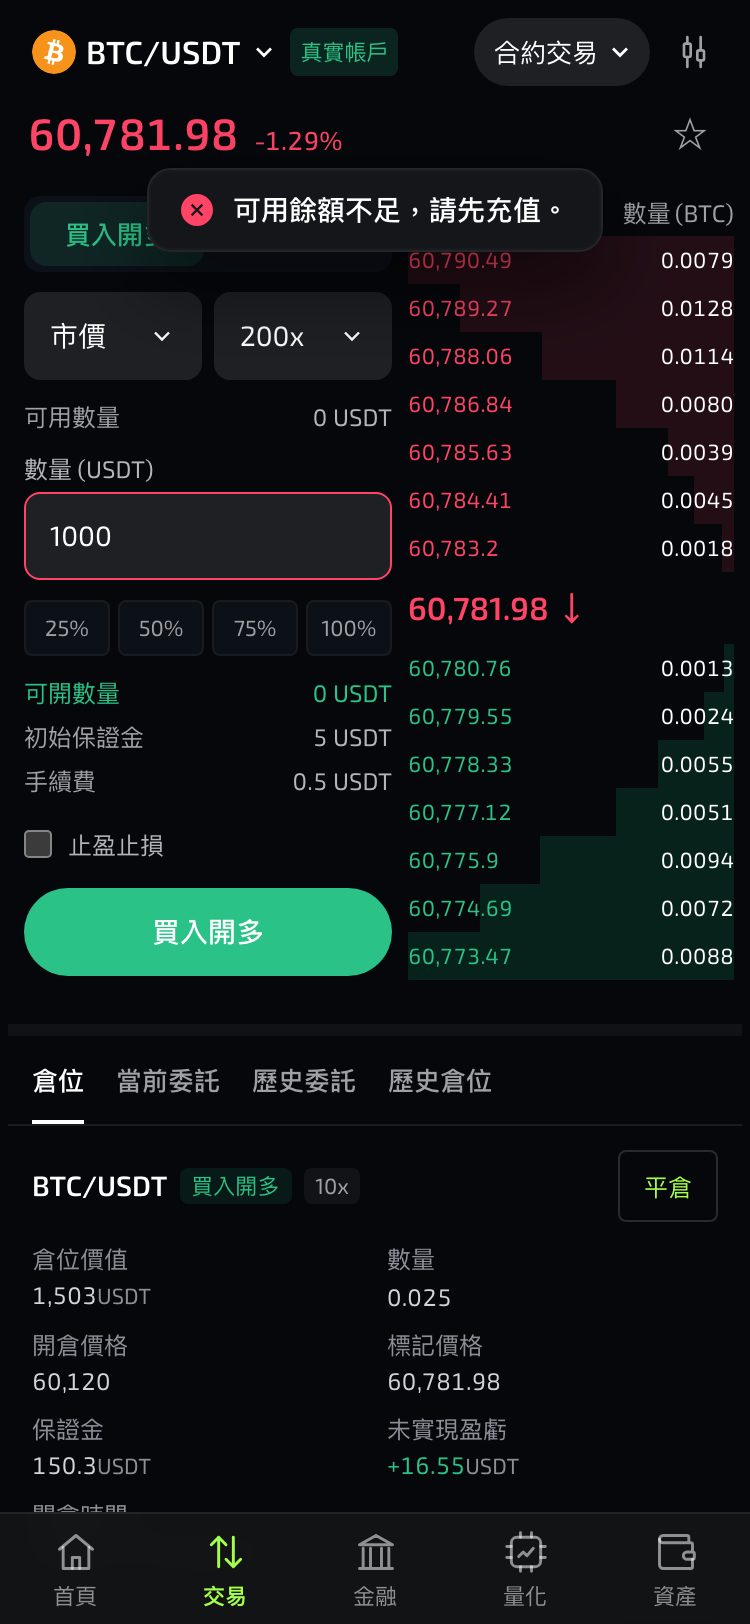 BTC/USDT 真實帳戶 合約交易
60,781.98 -1.29%
可用餘額不足，請先充值。
買入開 數量(BTC)
60,790.49 0.0079
60,789.27 0.0128
市價 200x
60,788.06 0.0114
可用數量 0 USDT
60,786.84 0.0080
數量(USDT)
60,785.63 0.0039
1000
60,784.41 0.0045
60,783.2 0.0018
25% 50% 75% 100%
60,781.98 ↓
可開數量 0 USDT
60,780.76 0.0013
初始保證金 5 USDT
60,779.55 0.0024
手續費 0.5 USDT
60,778.33 0.0055
60,777.12 0.0051
止盈止損
60,775.9 0.0094
買入開多
60,774.69 0.0072
60,773.47 0.0088
倉位 當前委託 歷史委託 歷史倉位
BTC/USDT 買入開多 10x 平倉
倉位價值 數量
1,503USDT 0.025
開倉價格 標記價格
60,120 60,781.98
保證金 未實現盈虧
150.3USDT +16.55USDT
首頁 交易 金融 量化 資產